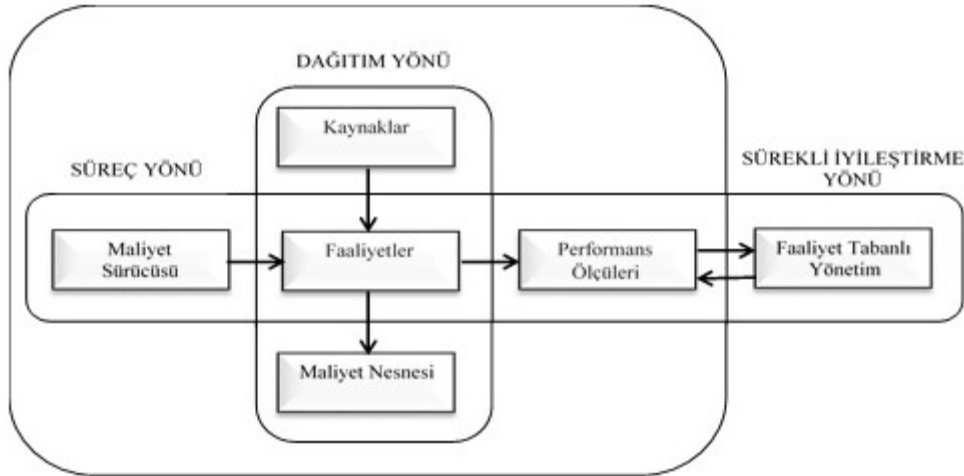 DAĞITIM YÖNÜ
Kaynaklar
SÜREÇ YÖNÜ
SÜREKLİ İYİLEŞTİRME
YÖNÜ
Maliyet
Sürücüsü
Faaliyetler
Performans
Ölçüleri
Faaliyet Tabanlı
Yönetim
Maliyet Nesnesi